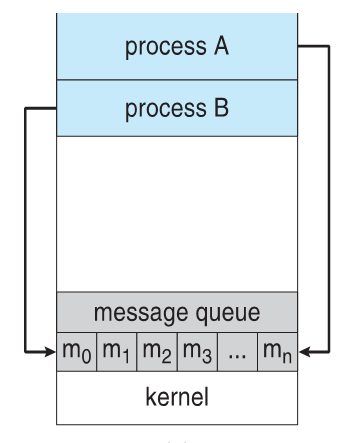 process A
process B
message queue
m0 m1 m2 m3 ... mn
kernel